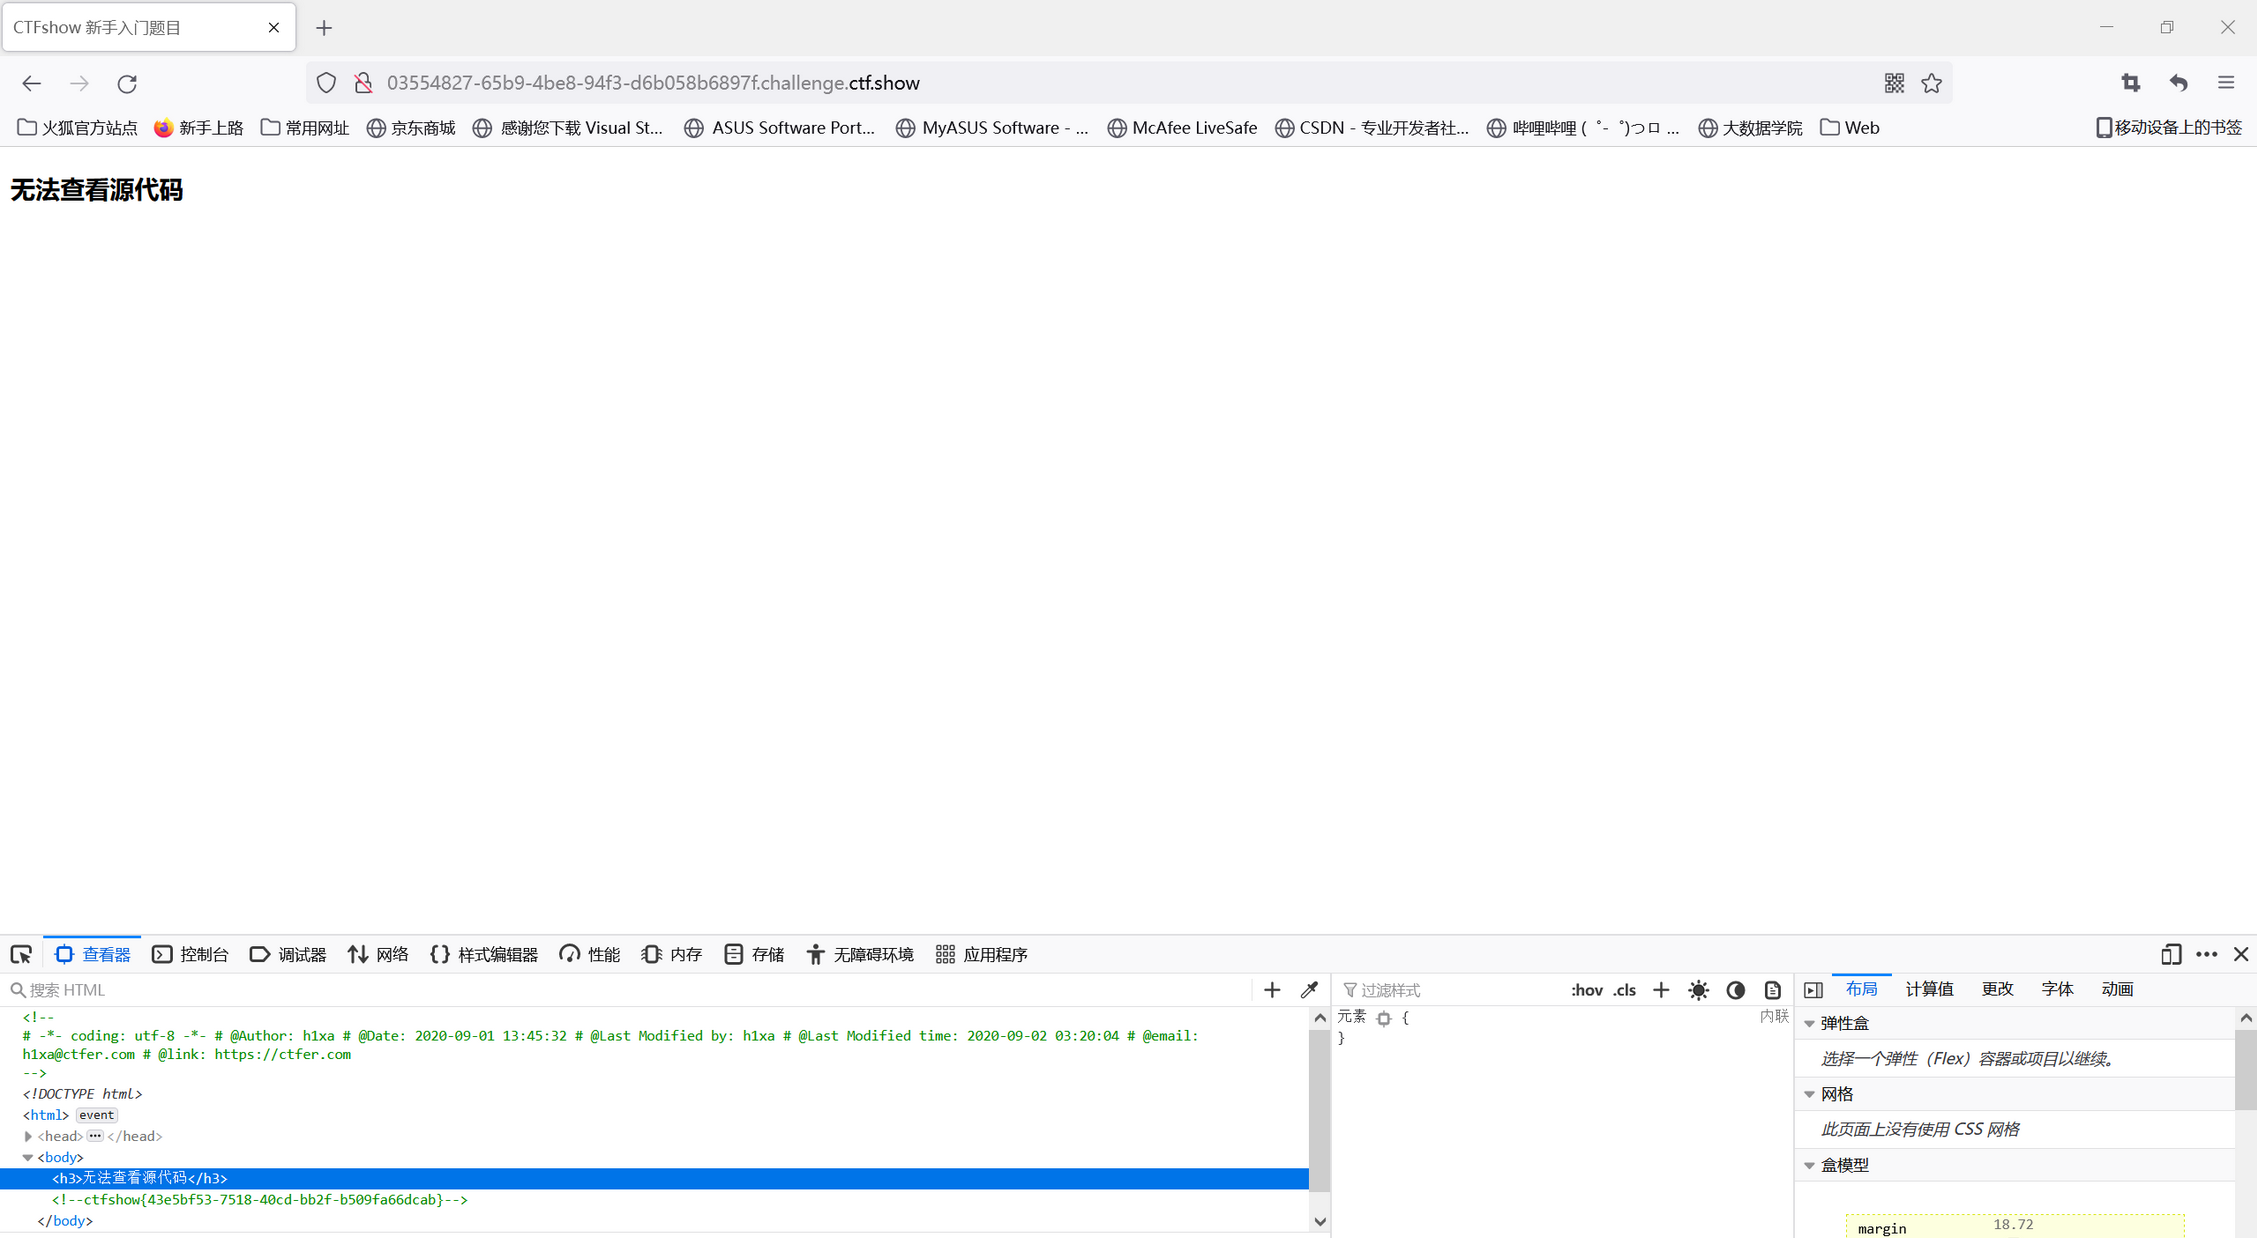 CTFshow 新手入门题目
03554827-65b9-4be8-94f3-d6b058b6897f.challenge.ctf.show
火狐官方站点 新手上路 常用网址 京东商城 感谢您下载 Visual St... ASUS Software Port... MyASUS Software - ... McAfee LiveSafe CSDN - 专业开发者社... 哔哩哔哩 ( ゜- ゜)つロ ... 大数据学院 Web 移动设备上的书签
无法查看源代码
查看器 控制台 调试器 网络 样式编辑器 性能 内存 存储 无障碍环境 应用程序
搜索 HTML
<!--
# -*- coding: utf-8 -*- # @Author: h1xa # @Date: 2020-09-01 13:45:32 # @Last Modified by: h1xa # @Last Modified time: 2020-09-02 03:20:04 # @email:
h1xa@ctfer.com # @link: https://ctfer.com
-->
<!DOCTYPE html>
<html> event
<head> ••• </head>
<body>
<h3>无法查看源代码</h3>
<!--ctfshow{43e5bf53-7518-40cd-bb2f-b509fa66dcab}-->
</body>
过滤样式 :hov .cls
元素 { 内联
}
布局 计算值 更改 字体 动画
弹性盒
选择一个弹性（Flex）容器或项目以继续。
网格
此页面上没有使用 CSS 网格
盒模型
margin 18.72